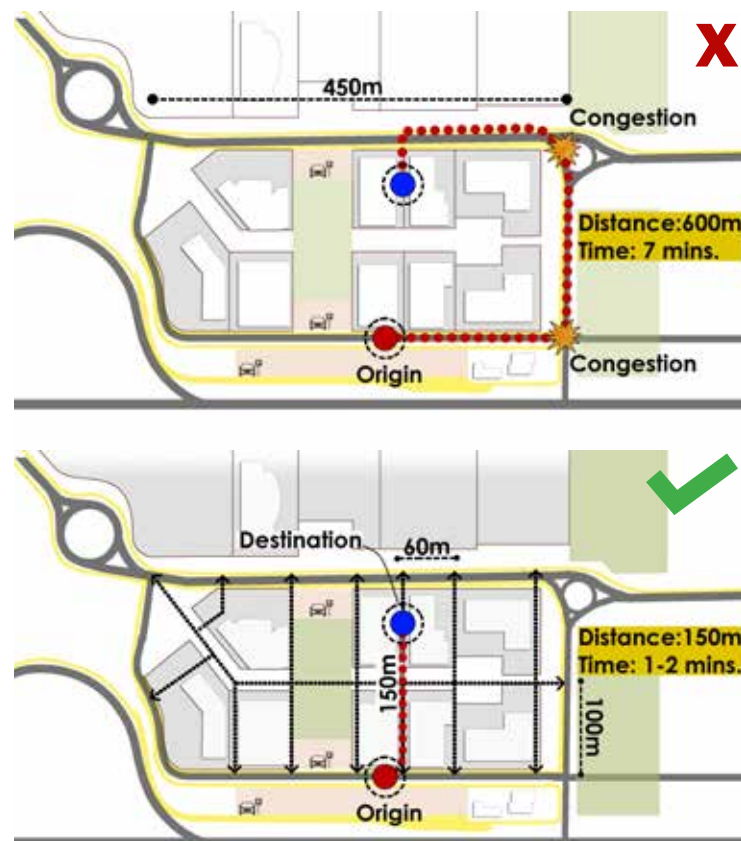 X
450m
Congestion
Distance:600m
Time: 7 mins.
Congestion
Origin
Destination
60m
150m
Distance:150m
Time: 1-2 mins.
100m
Origin